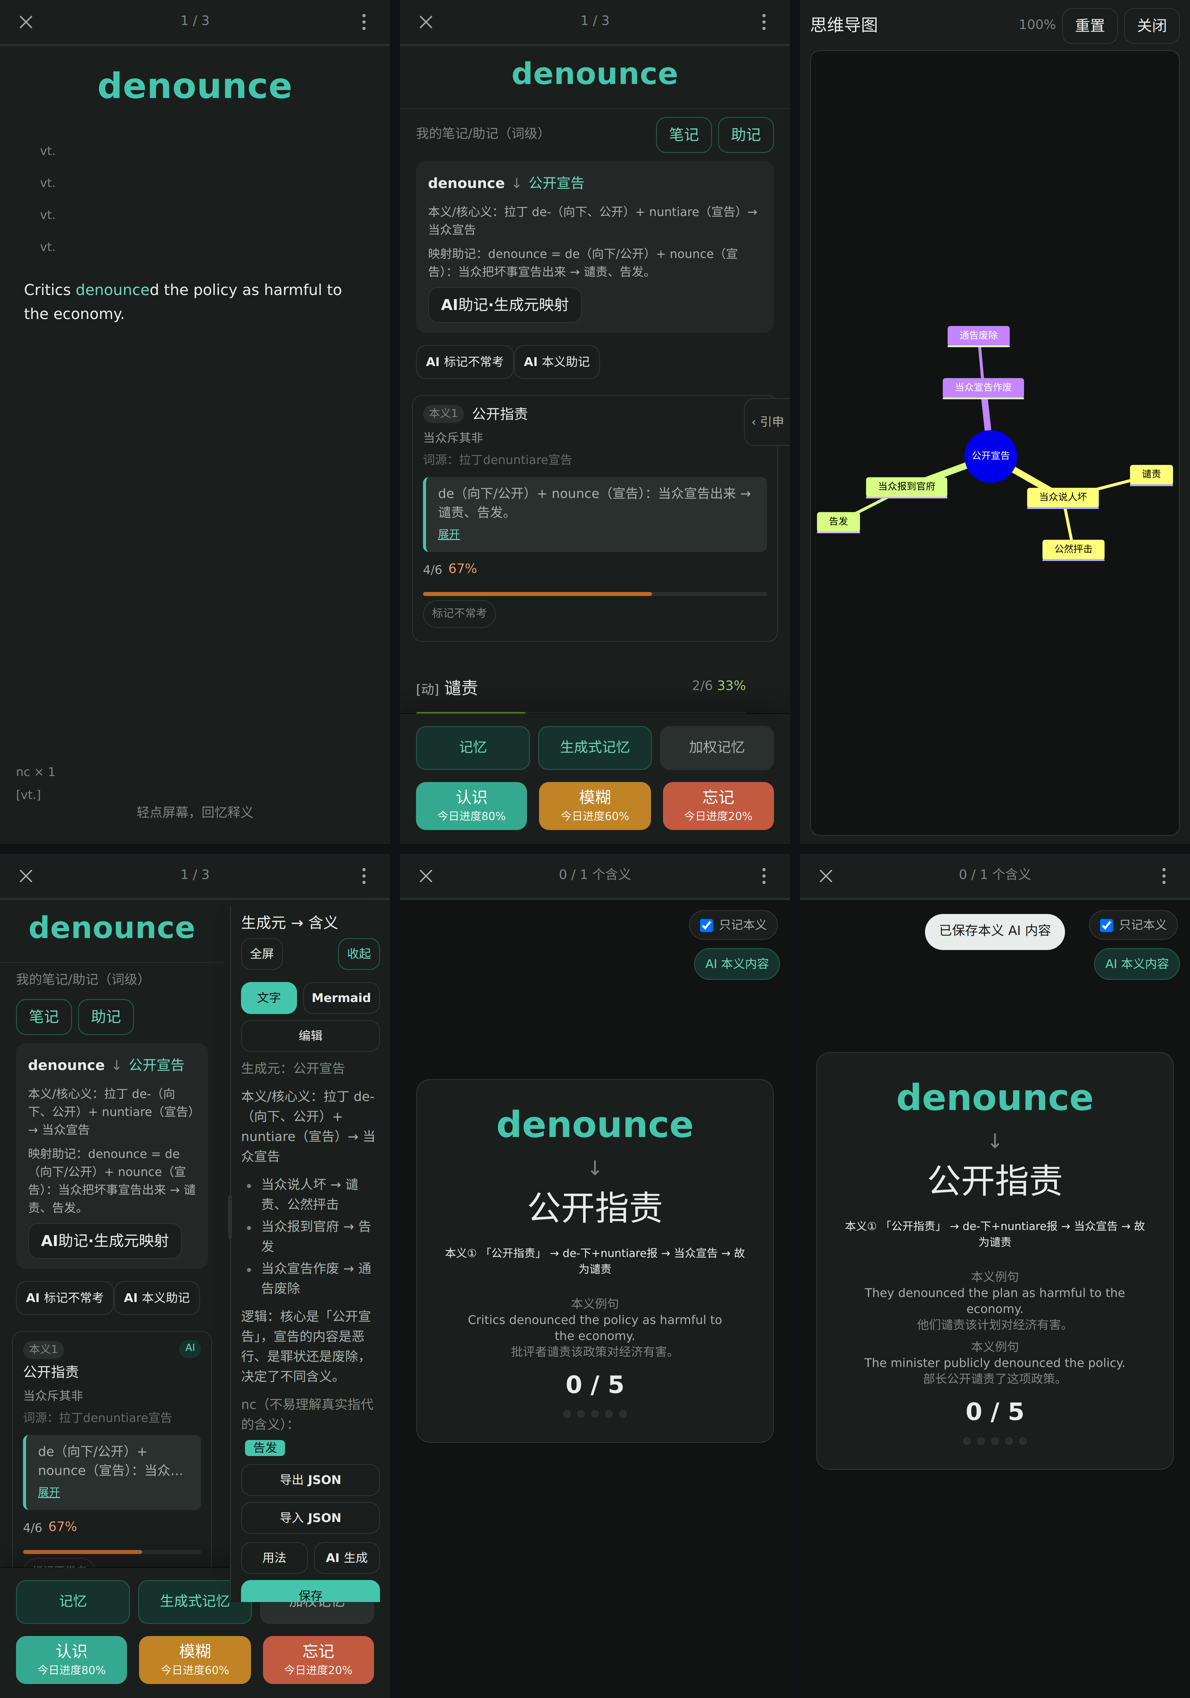 1 / 3
denounce
vt.
vt.
vt.
vt.
Critics denounced the policy as harmful to
the economy.
nc × 1
[vt.]
轻点屏幕，回忆释义
1 / 3
denounce
我的笔记/助记（词级）
笔记
助记
denounce ↓ 公开宣告
本义/核心义：拉丁 de-（向下、公开）+ nuntiare（宣告）→
当众宣告
映射助记：denounce = de（向下/公开）+ nounce（宣
告）：当众把坏事宣告出来 → 谴责、告发。
AI助记·生成元映射
AI 标记不常考
AI 本义助记
本义1 公开指责
‹ 引申
当众斥其非
词源：拉丁denuntiare宣告
de（向下/公开）+ nounce（宣告）：当众宣告出来 →
谴责、告发。
展开
4/6 67%
标记不常考
[动] 谴责
2/6 33%
记忆
生成式记忆
加权记忆
认识
今日进度80%
模糊
今日进度60%
忘记
今日进度20%
思维导图
100%
重置
关闭
通告废除
当众宣告作废
公开宣告
当众报到官府
告发
当众说人坏
谴责
公然抨击
1 / 3
denounce
我的笔记/助记（词级）
笔记
助记
denounce ↓ 公开宣告
本义/核心义：拉丁 de-（向
下、公开）+ nuntiare（宣告）
→ 当众宣告
映射助记：denounce = de
（向下/公开）+ nounce（宣
告）：当众把坏事宣告出来 → 谴
责、告发。
AI助记·生成元映射
AI 标记不常考
AI 本义助记
本义1
AI
公开指责
当众斥其非
词源：拉丁denuntiare宣告
de（向下/公开）+
nounce（宣告）：当众…
展开
4/6 67%
生成元 → 含义
全屏
收起
文字
Mermaid
编辑
生成元：公开宣告
本义/核心义：拉丁 de-
（向下、公开）+
nuntiare（宣告）→ 当
众宣告
• 当众说人坏 → 谴
责、公然抨击
• 当众报到官府 → 告
发
• 当众宣告作废 → 通
告废除
逻辑：核心是「公开宣
告」，宣告的内容是恶
行、是罪状还是废除，
决定了不同含义。
nc（不易理解真实指代
的含义）：
告发
导出 JSON
导入 JSON
用法
AI 生成
保存
记忆
生成式记忆
加权记忆
认识
今日进度80%
模糊
今日进度60%
忘记
今日进度20%
0 / 1 个含义
只记本义
AI 本义内容
denounce
↓
公开指责
本义① 「公开指责」 → de-下+nuntiare报 → 当众宣告 → 故
为谴责
本义例句
Critics denounced the policy as harmful to
the economy.
批评者谴责该政策对经济有害。
0 / 5
0 / 1 个含义
已保存本义 AI 内容
只记本义
AI 本义内容
denounce
↓
公开指责
本义① 「公开指责」 → de-下+nuntiare报 → 当众宣告 → 故
为谴责
本义例句
They denounced the plan as harmful to the
economy.
他们谴责该计划对经济有害。
本义例句
The minister publicly denounced the policy.
部长公开谴责了这项政策。
0 / 5